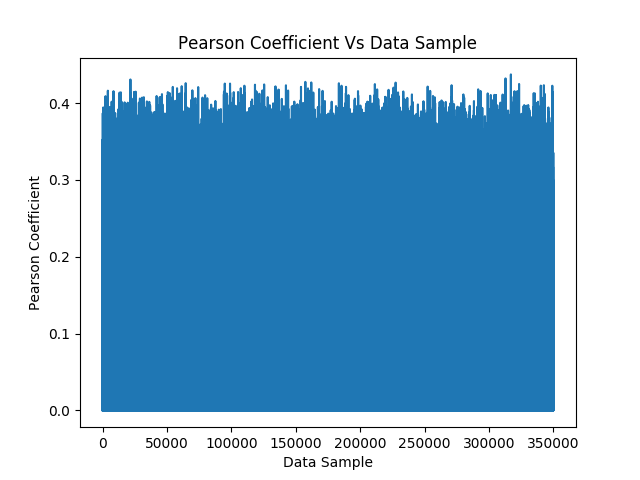 Pearson Coefficient Vs Data Sample
0.4
0.3
0.2
0.1
0.0
Pearson Coefficient
0 50000 100000 150000 200000 250000 300000 350000
Data Sample